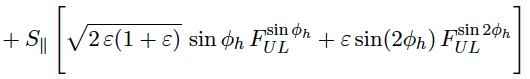 $+ S_{\parallel} \left[ \sqrt{2\,\varepsilon(1+\varepsilon)}\, \sin\phi_h\, F_{UL}^{\sin\phi_h} + \varepsilon \sin(2\phi_h)\, F_{UL}^{\sin 2\phi_h} \right]$